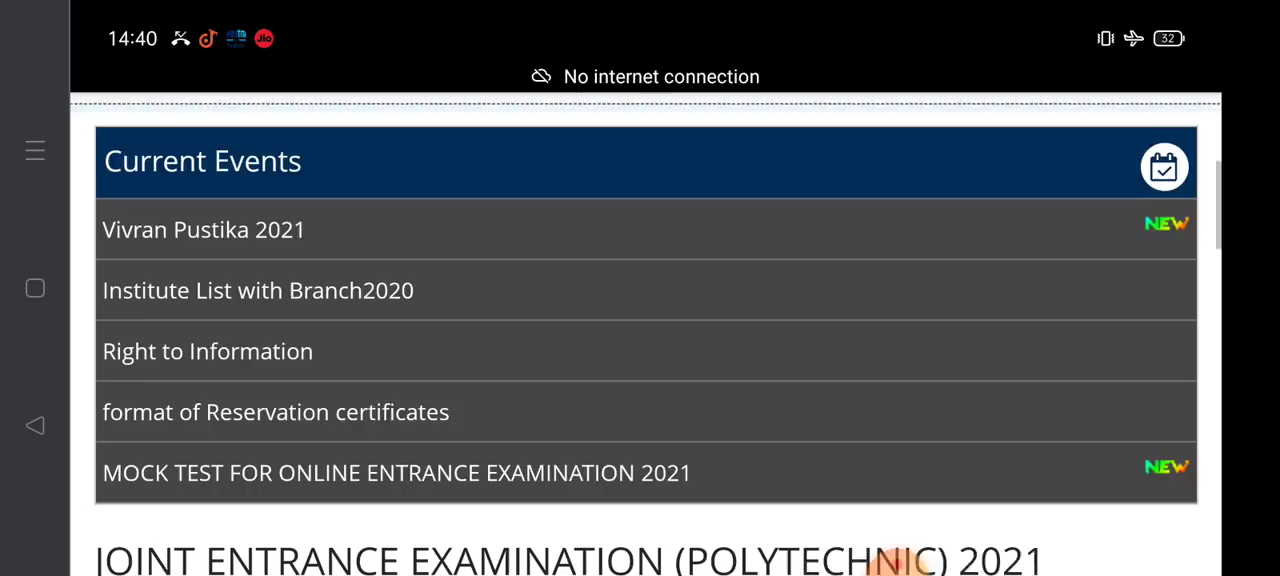 14:40
32
No internet connection
Current Events
Vivran Pustika 2021
NEW
Institute List with Branch2020
Right to Information
format of Reservation certificates
MOCK TEST FOR ONLINE ENTRANCE EXAMINATION 2021
NEW
JOINT ENTRANCE EXAMINATION (POLYTECHNIC) 2021